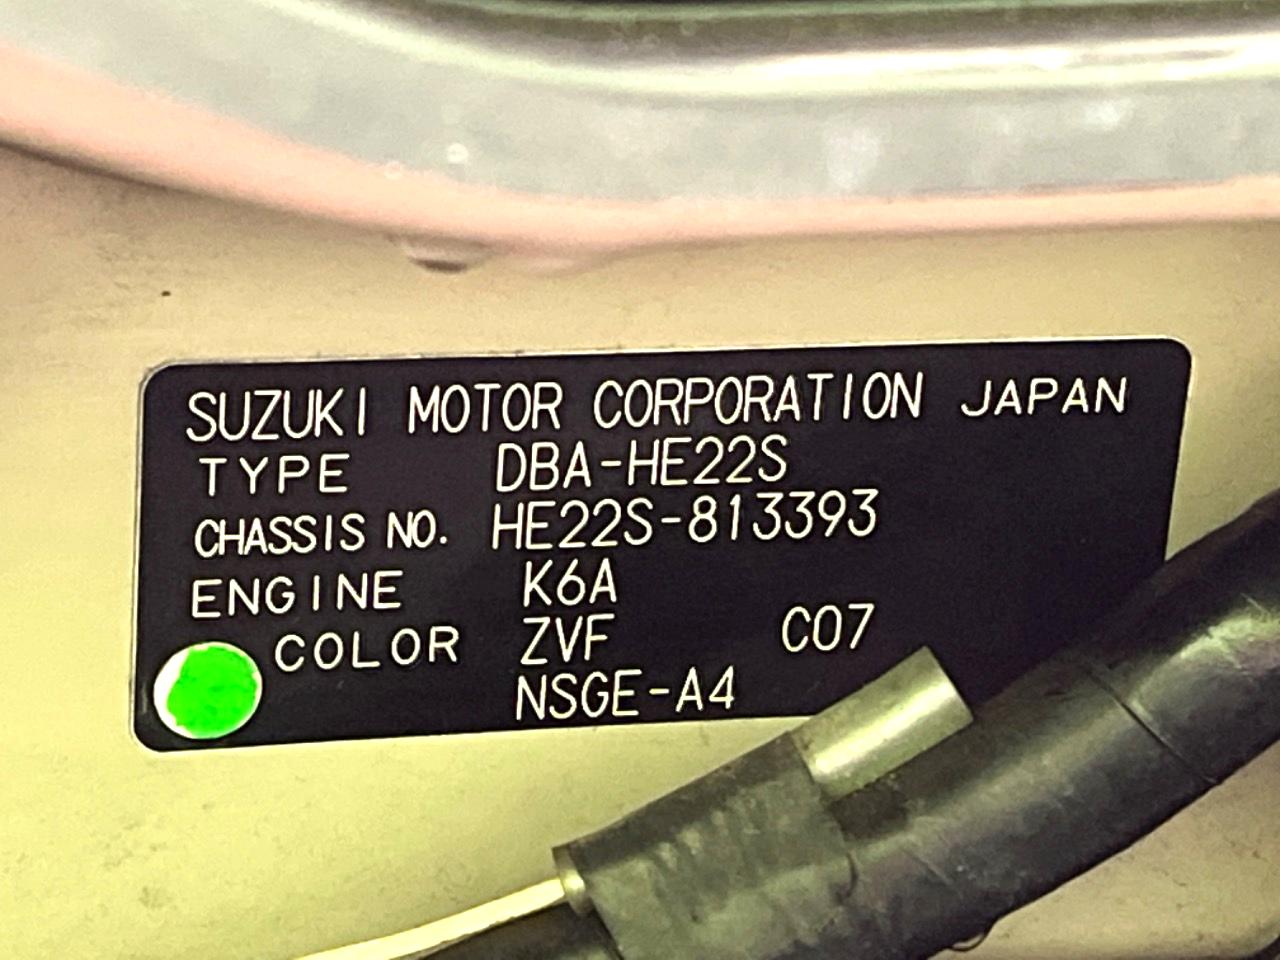 SUZUKI MOTOR CORPORATION JAPAN
TYPE DBA-HE22S
CHASSIS NO. HE22S-813393
ENGINE K6A
COLOR ZVF C07
NSGE-A4